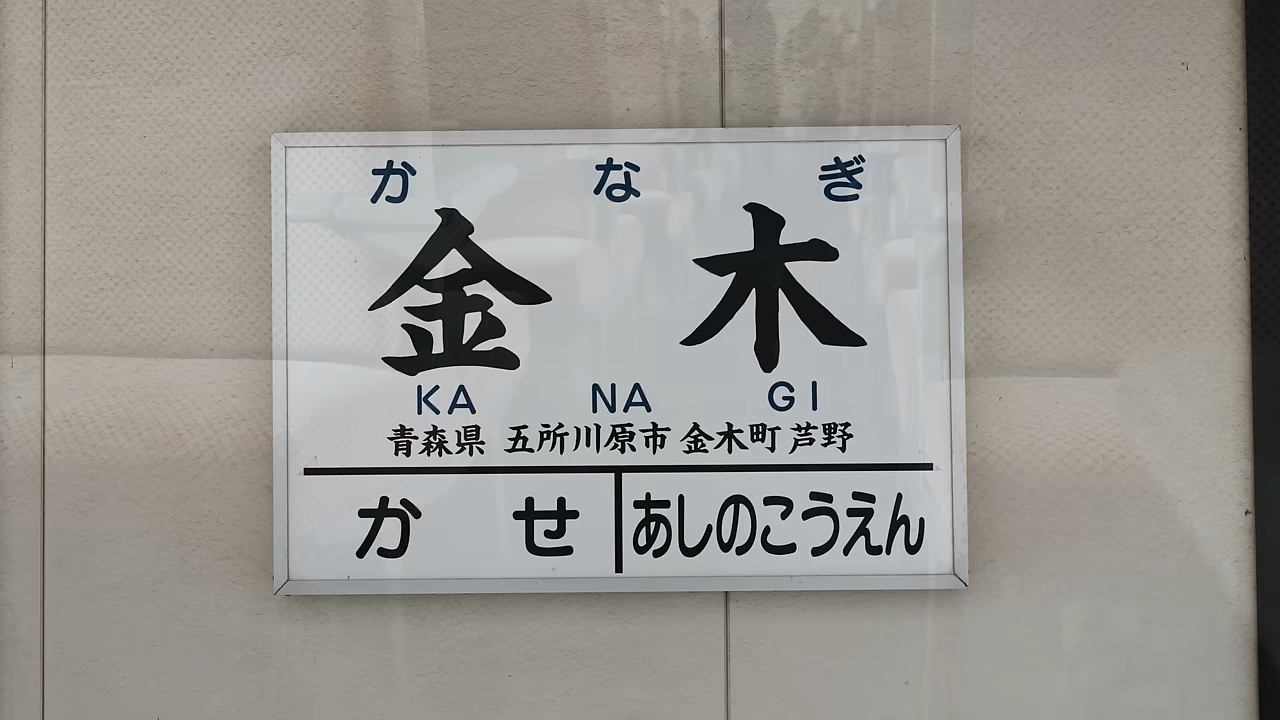 か な ぎ
金 木
KA NA GI
青森県 五所川原市 金木町 芦野
か せ あしのこうえん